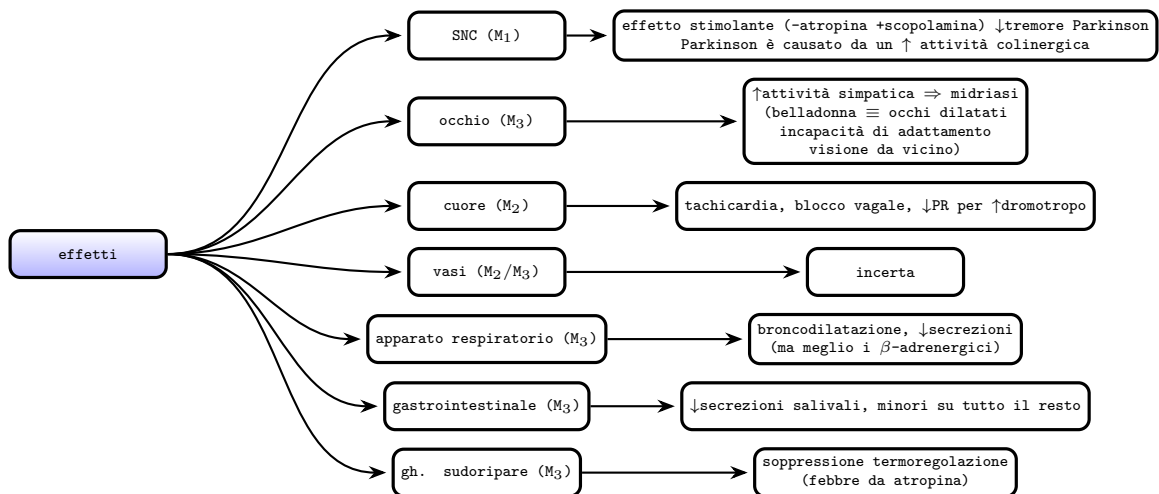 effetti
SNC (M1)
effetto stimolante (-atropina +scopolamina) ↓tremore Parkinson
Parkinson è causato da un ↑ attività colinergica
occhio (M3)
↑attività simpatica ⇒ midriasi
(belladonna ≡ occhi dilatati
incapacità di adattamento
visione da vicino)
cuore (M2)
tachicardia, blocco vagale, ↓PR per ↑dromotropo
vasi (M2/M3)
incerta
apparato respiratorio (M3)
broncodilatazione, ↓secrezioni
(ma meglio i β-adrenergici)
gastrointestinale (M3)
↓secrezioni salivali, minori su tutto il resto
gh. sudoripare (M3)
soppressione termoregolazione
(febbre da atropina)